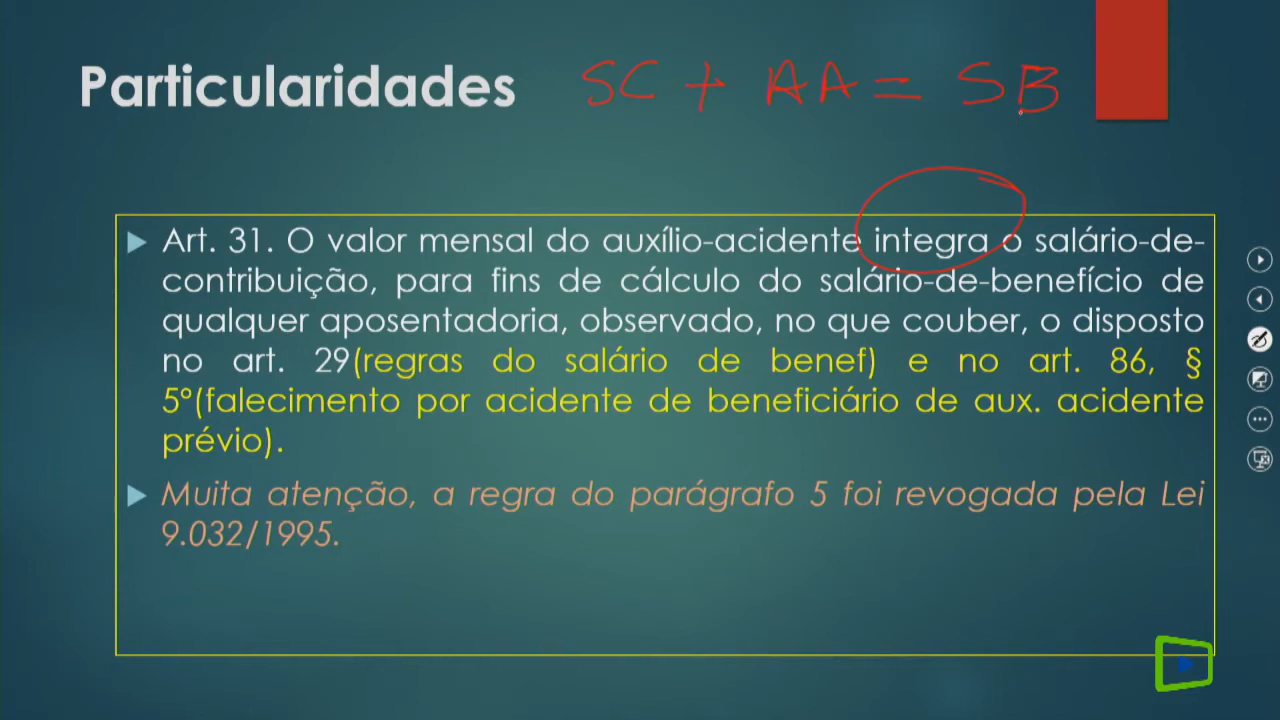 Particularidades SC + AA = SB
Art. 31. O valor mensal do auxílio-acidente integra o salário-de-
contribuição, para fins de cálculo do salário-de-benefício de
qualquer aposentadoria, observado, no que couber, o disposto
no art. 29(regras do salário de benef) e no art. 86, §
5º(falecimento por acidente de beneficiário de aux. acidente
prévio).
Muita atenção, a regra do parágrafo 5 foi revogada pela Lei
9.032/1995.